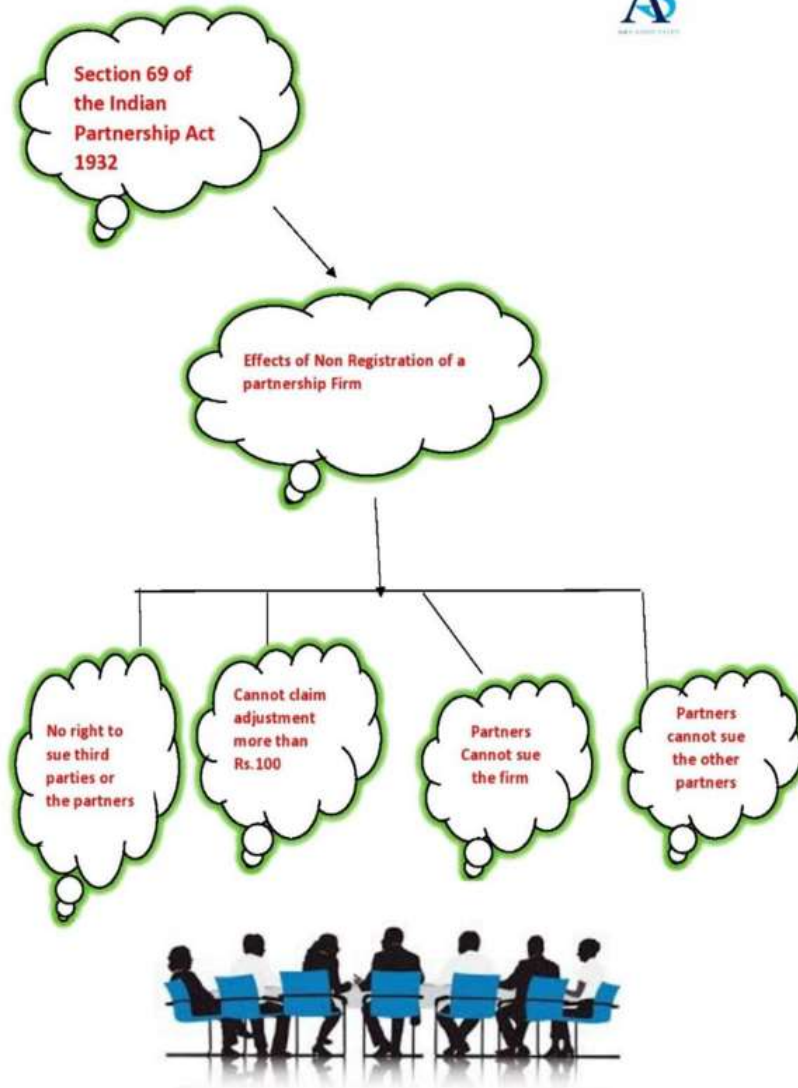 Section 69 of
the Indian
Partnership Act
1932
Effects of Non Registration of a
partnership Firm
No right to
sue third
parties or
the partners
Cannot claim
adjustment
more than
Rs.100
Partners
Cannot sue
the firm
Partners
cannot sue
the other
partners